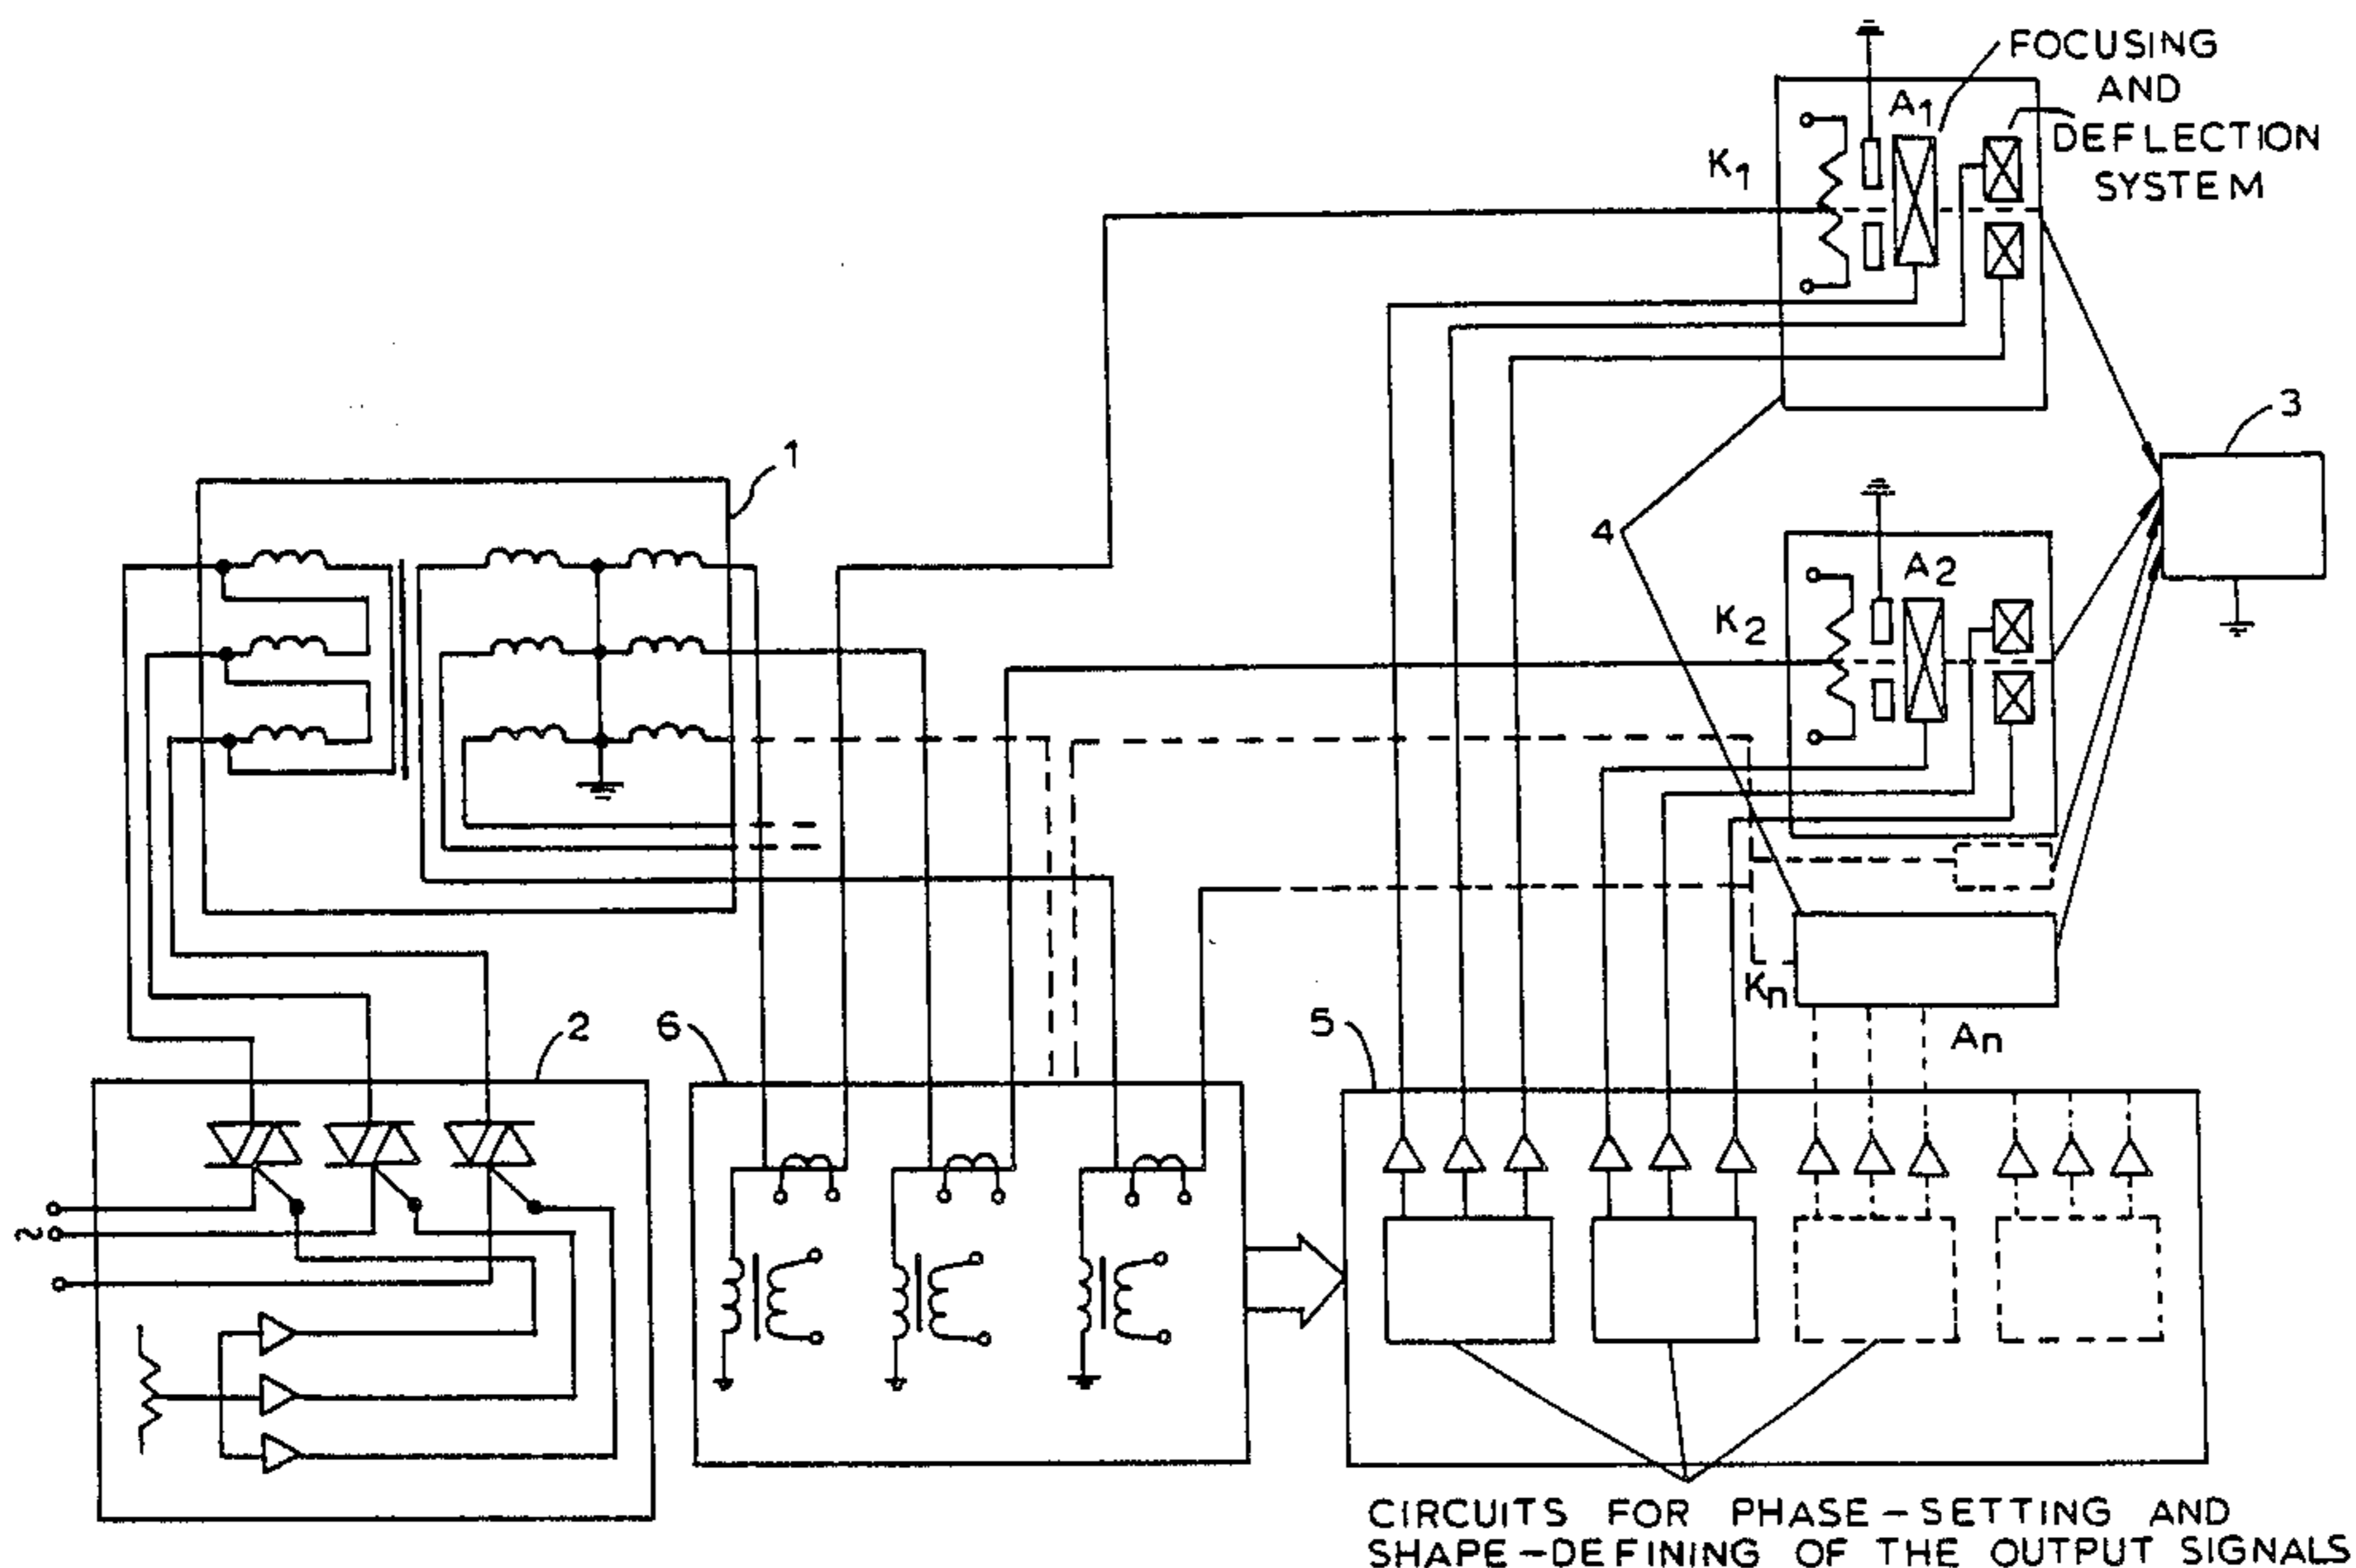 FOCUSING
AND
DEFLECTION
SYSTEM
A1
K1
3
1
4
A2
K2
Kn
An
2
6
5
~
CIRCUITS FOR PHASE-SETTING AND
SHAPE-DEFINING OF THE OUTPUT SIGNALS